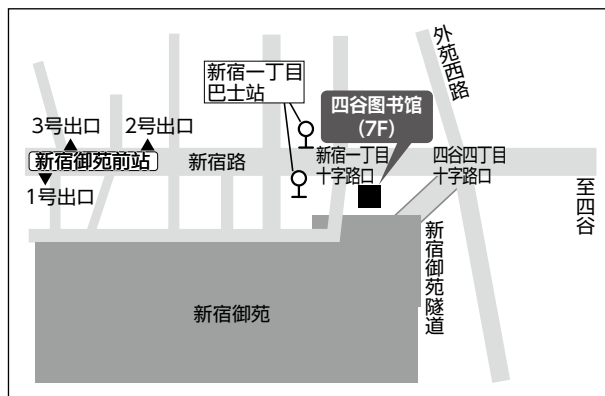 外苑西路
新宿一丁目
巴士站
四谷图书馆
(7F)
3号出口
2号出口
新宿御苑前站
新宿路
新宿一丁目
十字路口
四谷四丁目
十字路口
1号出口
至四谷
新宿御苑隧道
新宿御苑